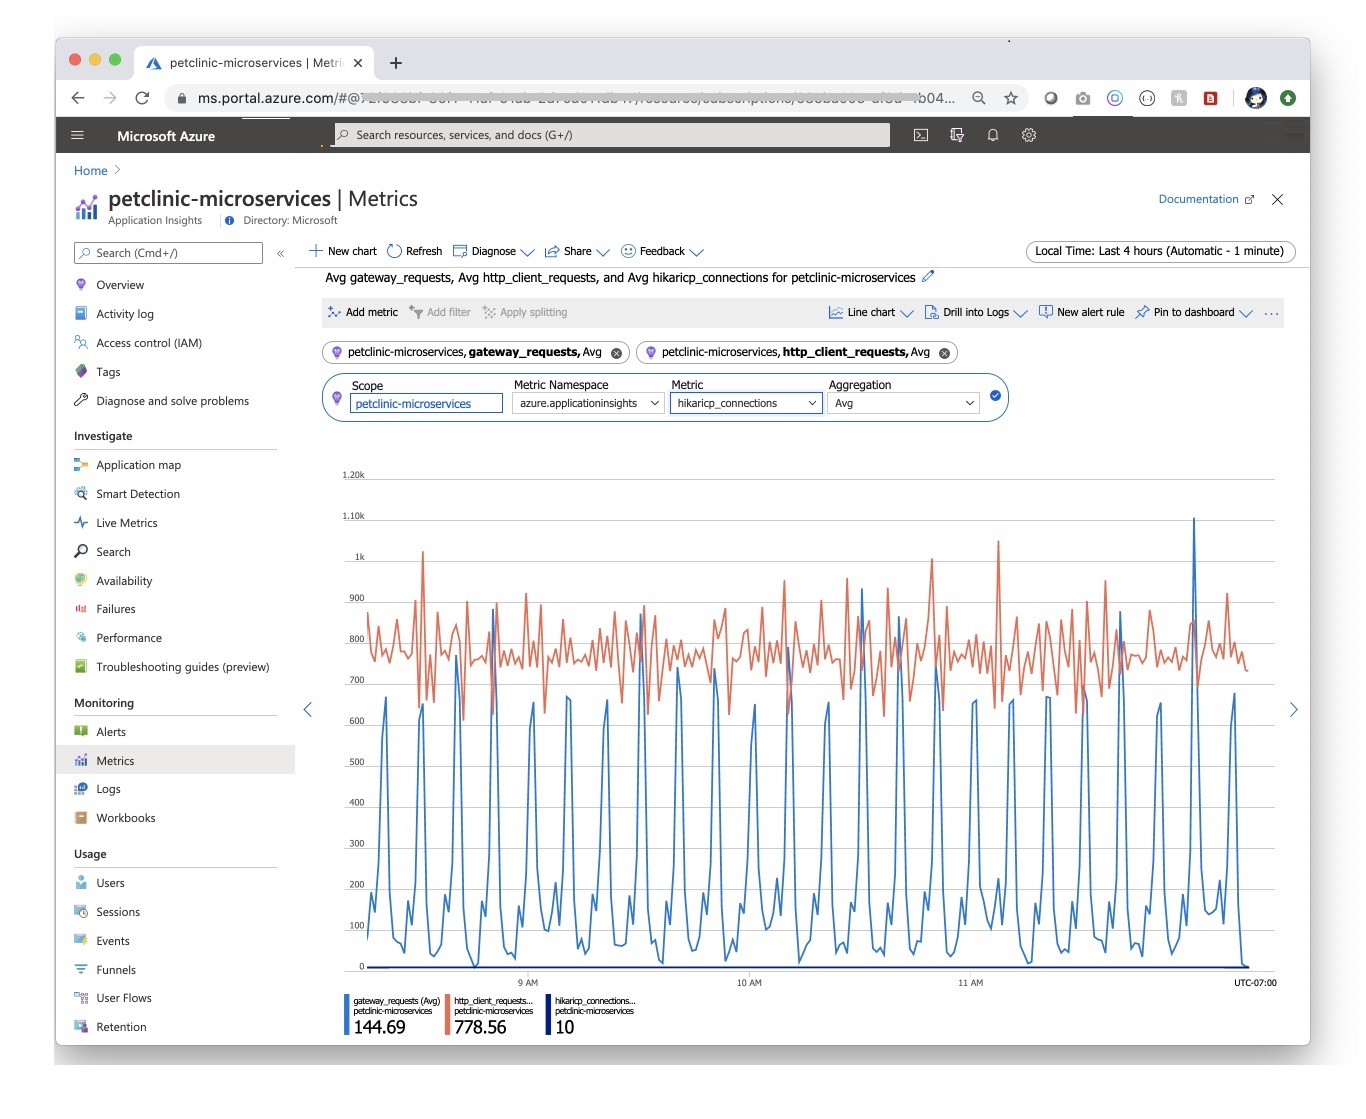 petclinic-microservices | Metri
ms.portal.azure.com/#@
b04...
Microsoft Azure
Search resources, services, and docs (G+/)
Home
petclinic-microservices | Metrics
Documentation
Application Insights
Directory: Microsoft
Search (Cmd+/)
«
New chart
Refresh
Diagnose
Share
Feedback
Local Time: Last 4 hours (Automatic - 1 minute)
Overview
Activity log
Access control (IAM)
Tags
Diagnose and solve problems
Investigate
Application map
Smart Detection
Live Metrics
Search
Availability
Failures
Performance
Troubleshooting guides (preview)
Monitoring
Alerts
Metrics
Logs
Workbooks
Usage
Users
Sessions
Events
Funnels
User Flows
Retention
Avg gateway_requests, Avg http_client_requests, and Avg hikaricp_connections for petclinic-microservices
Add metric
Add filter
Apply splitting
Line chart
Drill into Logs
New alert rule
Pin to dashboard
...
petclinic-microservices, gateway_requests, Avg
petclinic-microservices, http_client_requests, Avg
Scope
petclinic-microservices
Metric Namespace
azure.applicationinsights
Metric
hikaricp_connections
Aggregation
Avg
1.20k
1.10k
1k
900
800
700
600
500
400
300
200
100
0
9 AM
10 AM
11 AM
UTC-07:00
gateway_requests (Avg)
petclinic-microservices
144.69
http_client_requests...
petclinic-microservices
778.56
hikaricp_connections...
petclinic-microservices
10